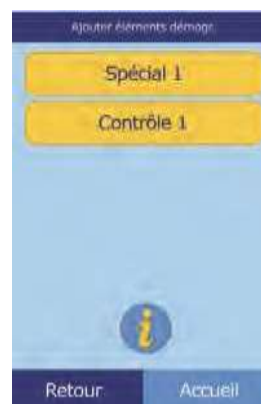 Ajouter éléments démogr.
Spécial 1
Contrôle 1
i
Retour Accueil